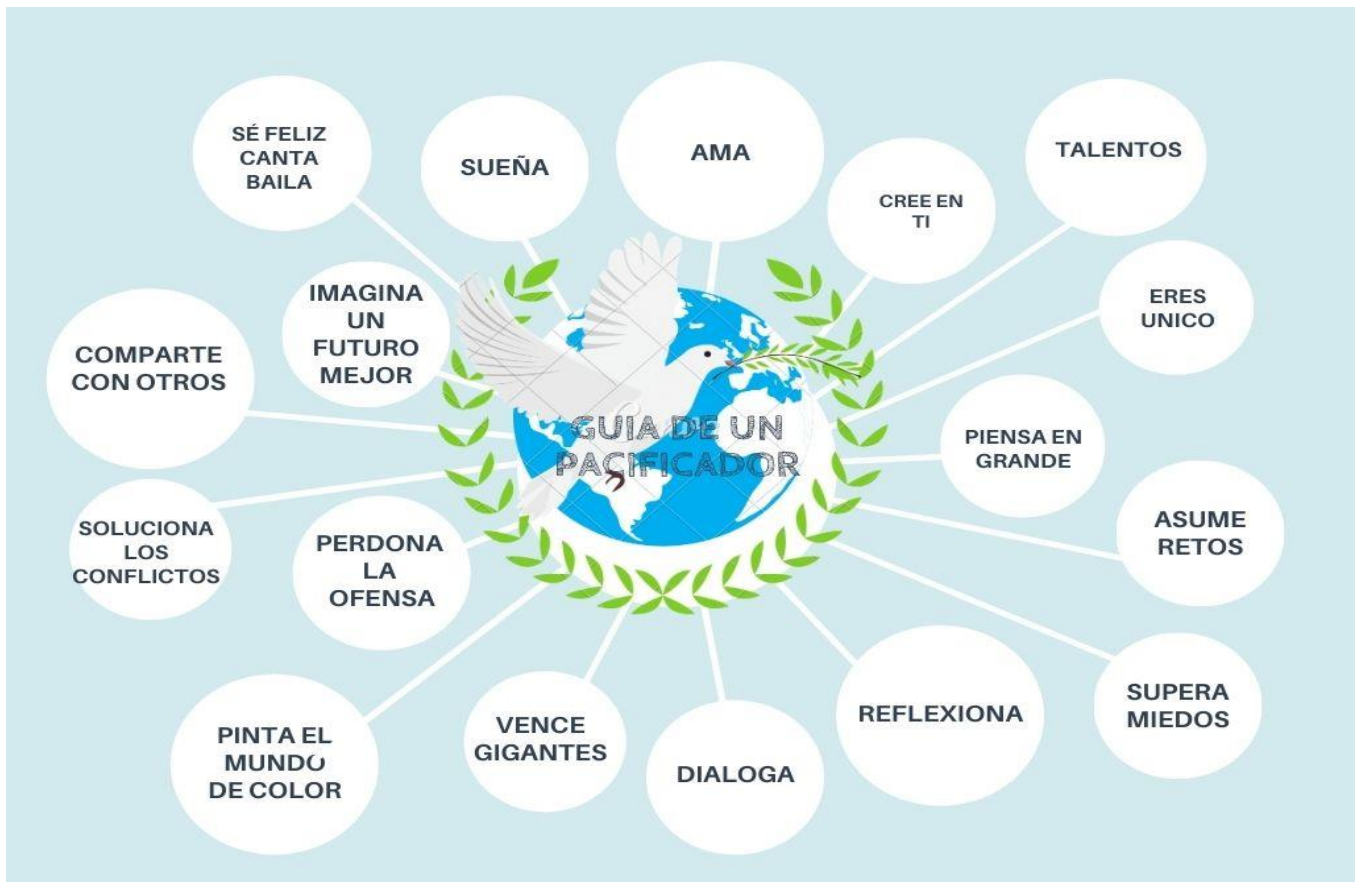 SÉ FELIZ
CANTA
BAILA
SUEÑA
AMA
CREE EN
TI
TALENTOS
ERES
UNICO
IMAGINA
UN
FUTURO
MEJOR
COMPARTE
CON OTROS
GUIA DE UN
PACIFICADOR
PIENSA EN
GRANDE
ASUME
RETOS
SOLUCIONA
LOS
CONFLICTOS
PERDONA
LA
OFENSA
PINTA EL
MUNDO
DE COLOR
VENCE
GIGANTES
DIALOGA
REFLEXIONA
SUPERA
MIEDOS